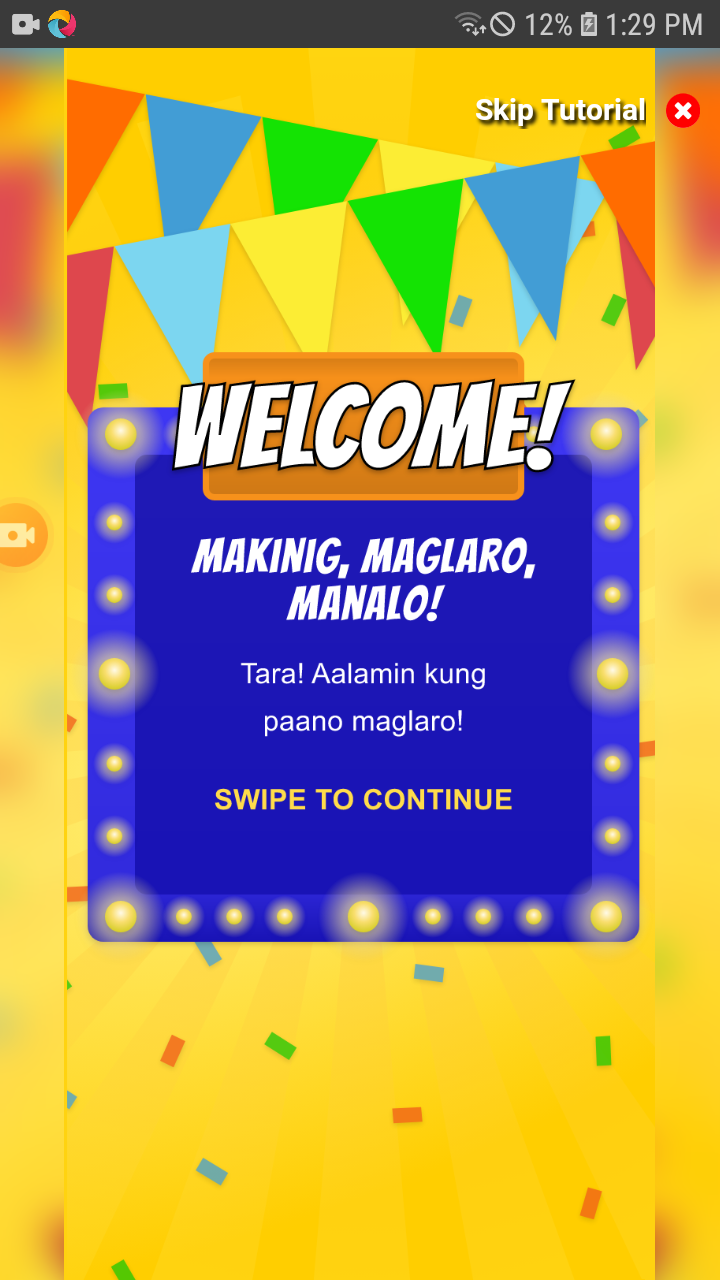 12% 1:29 PM
Skip Tutorial
WELCOME!
MAKINIG, MAGLARO,
MANALO!
Tara! Aalamin kung
paano maglaro!
SWIPE TO CONTINUE